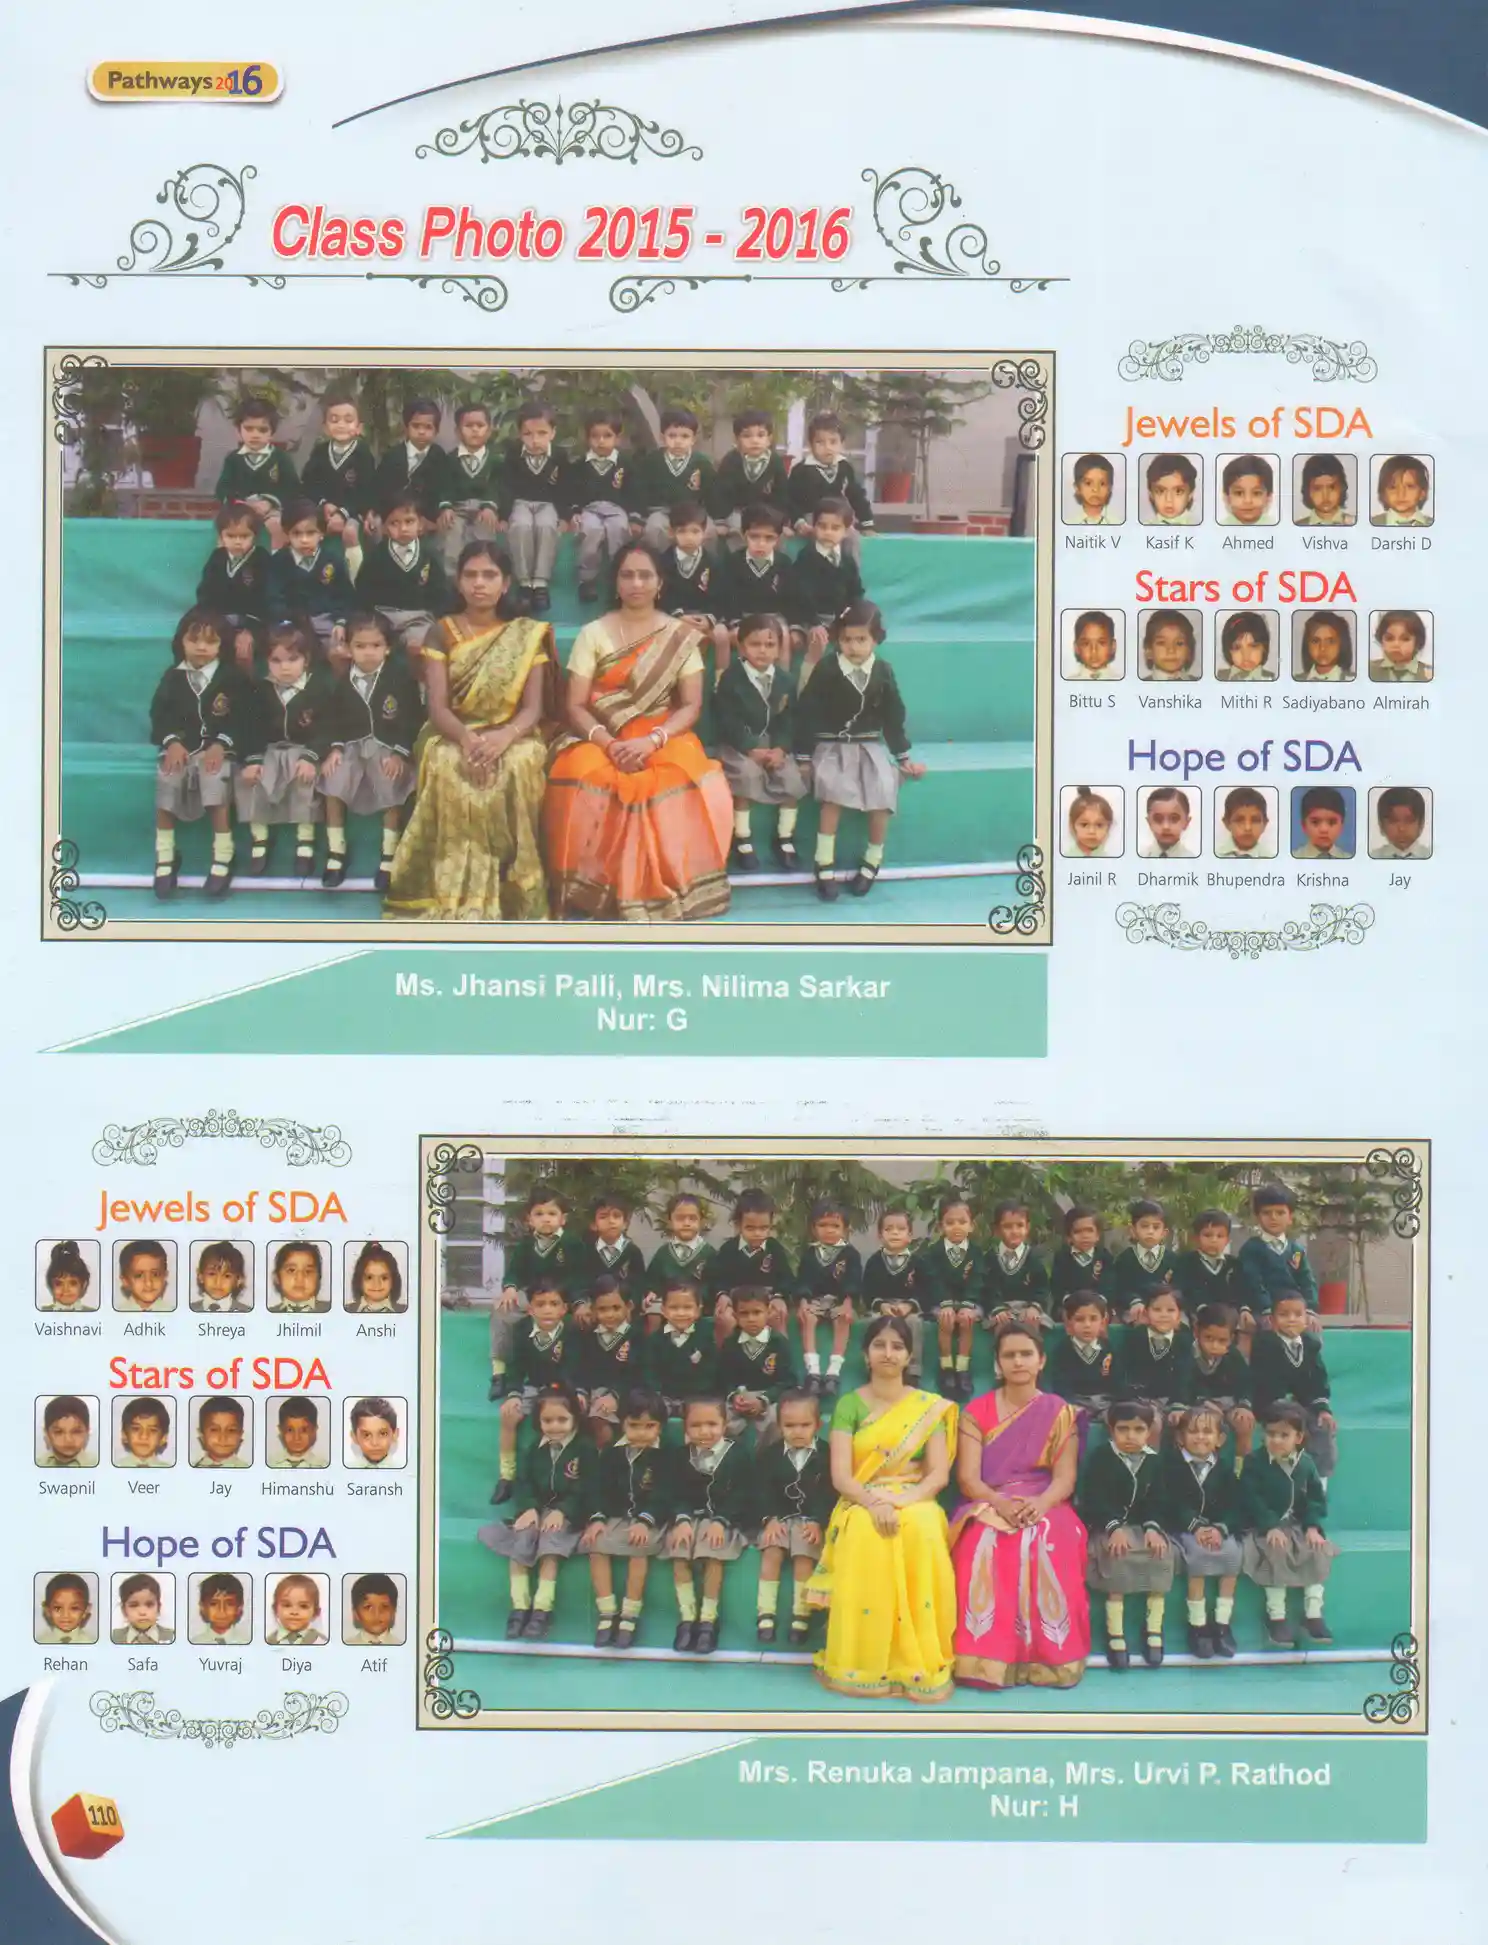 Pathways 2016
Class Photo 2015 - 2016
Jewels of SDA
Naitik V Kasif K Ahmed Vishva Darshi D
Stars of SDA
Bittu S Vanshika Mithi R Sadiyabano Almirah
Hope of SDA
Jainil R Dharmik Bhupendra Krishna Jay
Ms. Jhansi Palli, Mrs. Nilima Sarkar
Nur: G
Jewels of SDA
Vaishnavi Adhik Shreya Jhilmil Anshi
Stars of SDA
Swapnil Veer Jay Himanshu Saransh
Hope of SDA
Rehan Safa Yuvraj Diya Atif
Mrs. Renuka Jampana, Mrs. Urvi P. Rathod
Nur: H
110